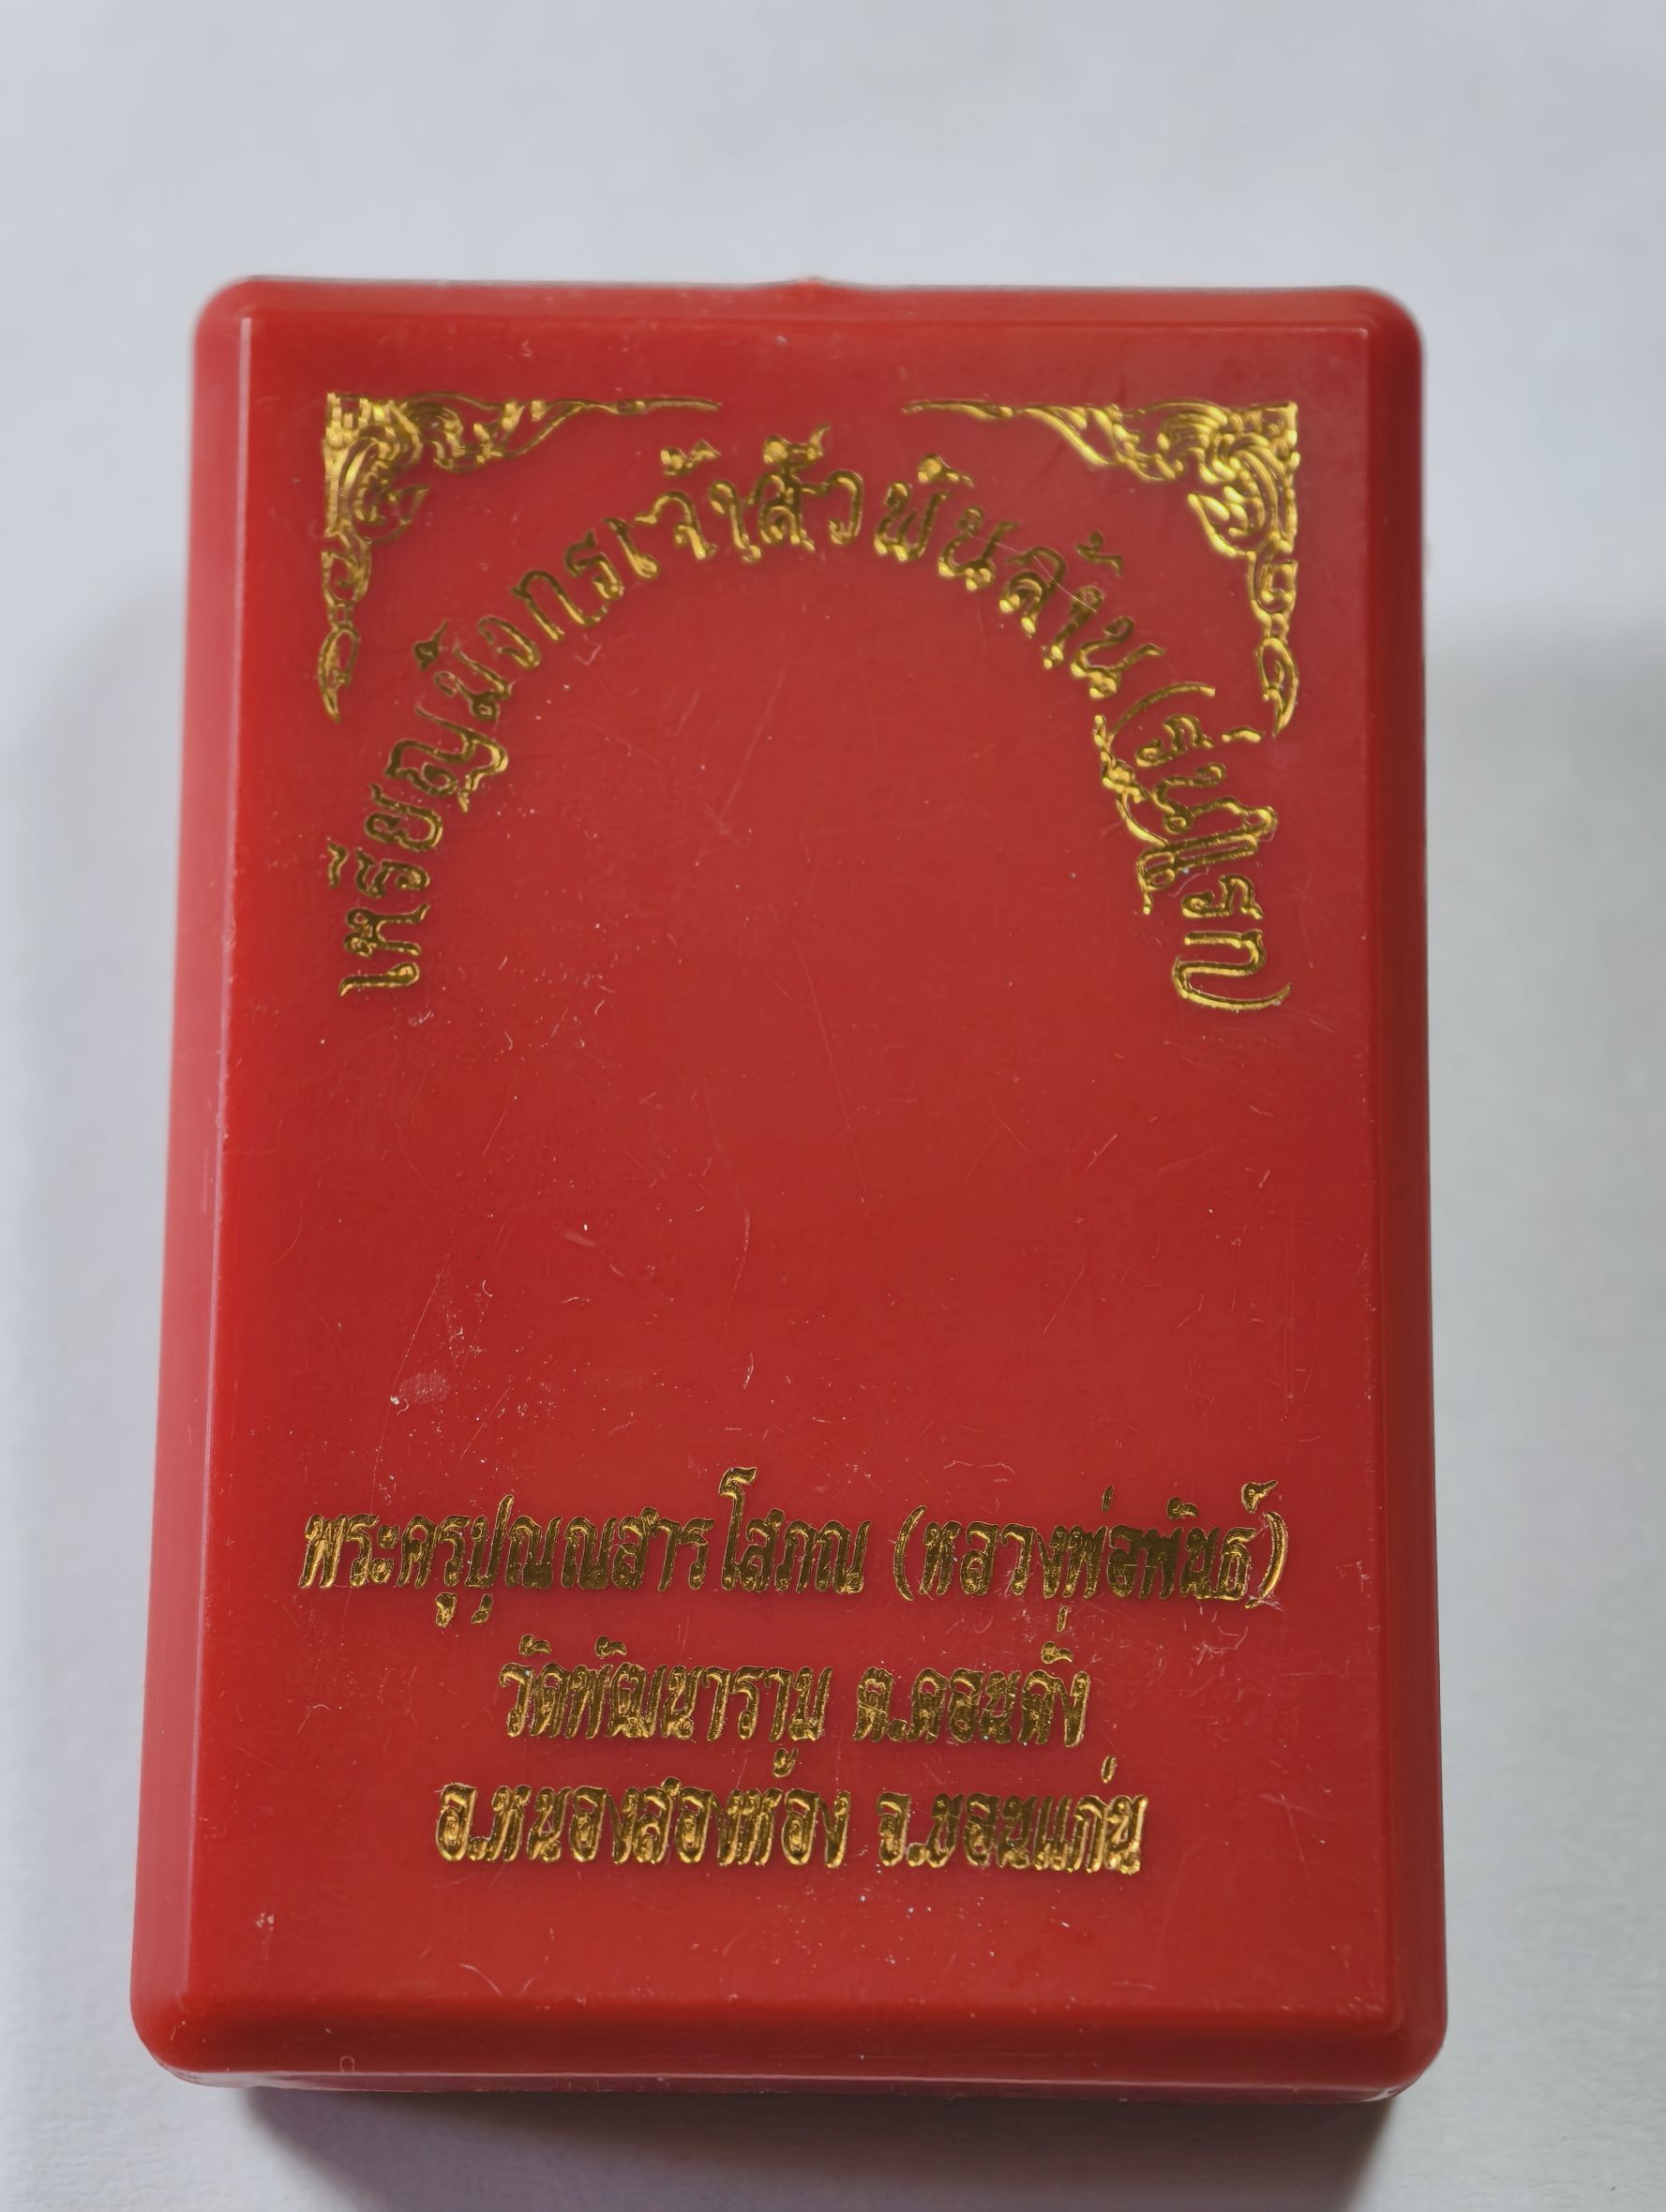 เหรียญมังกรเจ้าสัวพันล้าน (รุ่นแรก)
พระครูปุณณสารโสภณ (หลวงพ่อพันธ์)
วัดพัฒนาราม ต.ดอนดั่ง
อ.หนองสองห้อง จ.ขอนแก่น